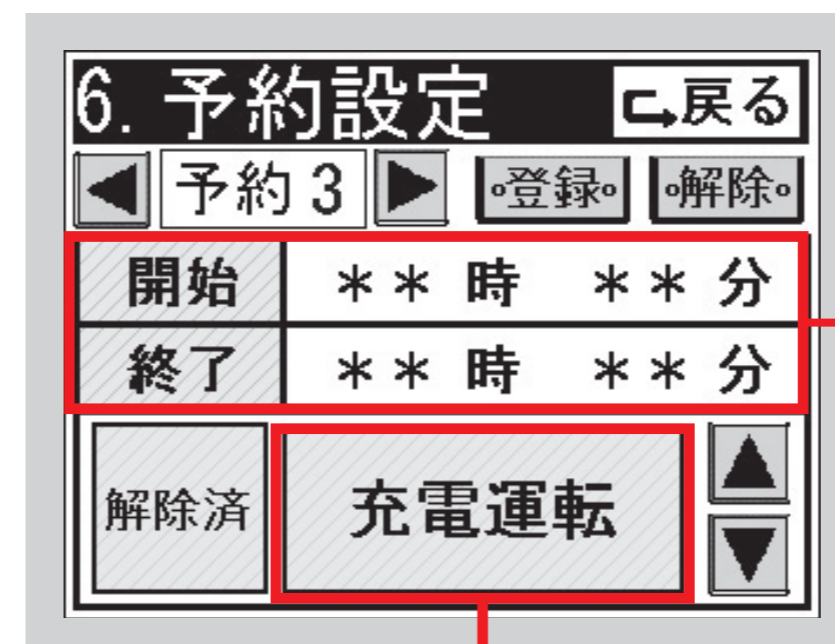 6. 予約設定 戻る
予約3 °登録° °解除°
開始 ＊＊時 ＊＊分
終了 ＊＊時 ＊＊分
解除済 充電運転